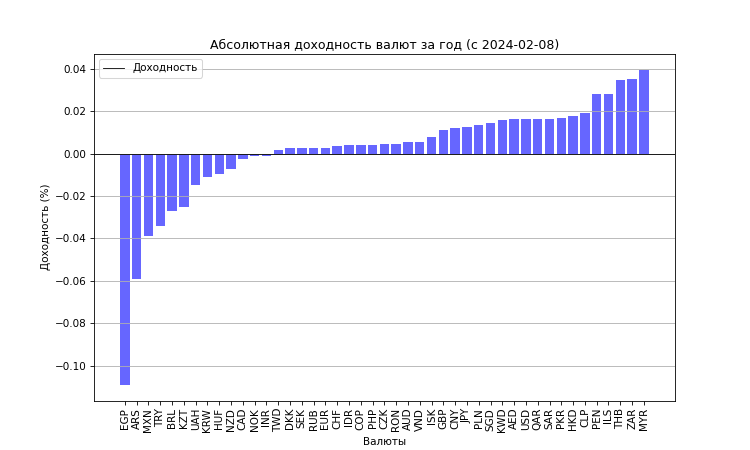 Абсолютная доходность валют за год (с 2024-02-08)
Доходность
0.04
0.02
0.00
−0.02
−0.04
−0.06
−0.08
−0.10
Доходность (%)
EGP ARS MXN TRY BRL KZT UAH KRW HUF NZD CAD NOK INR TWD DKK SEK RUB EUR CHF IDR COP PHP CZK RON AUD VND ISK GBP CNY JPY PLN SGD KWD AED USD QAR SAR PKR HKD CLP PEN ILS THB ZAR MYR
Валюты